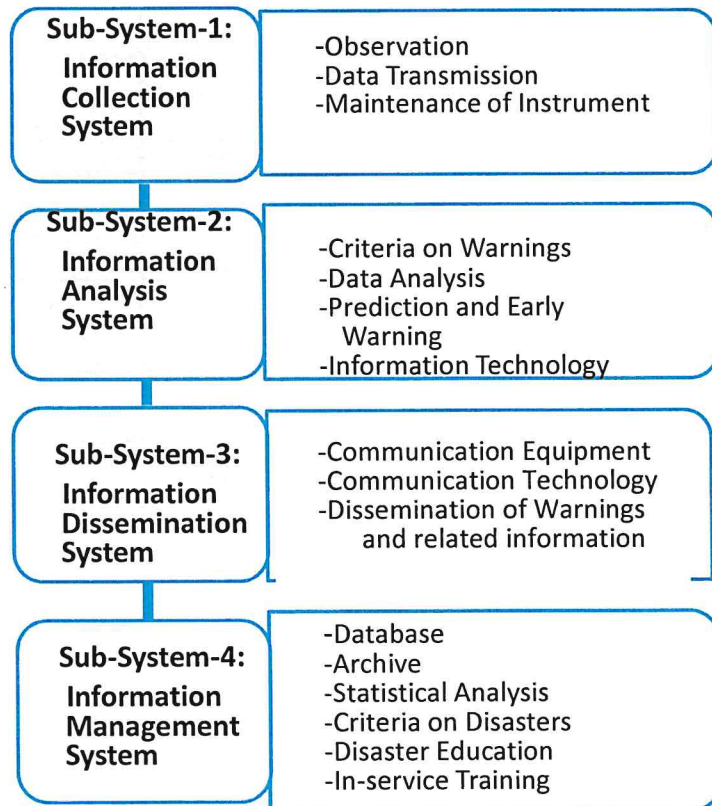 Sub-System-1:
Information
Collection
System
-Observation
-Data Transmission
-Maintenance of Instrument
Sub-System-2:
Information
Analysis
System
-Criteria on Warnings
-Data Analysis
-Prediction and Early
Warning
-Information Technology
Sub-System-3:
Information
Dissemination
System
-Communication Equipment
-Communication Technology
-Dissemination of Warnings
and related information
Sub-System-4:
Information
Management
System
-Database
-Archive
-Statistical Analysis
-Criteria on Disasters
-Disaster Education
-In-service Training